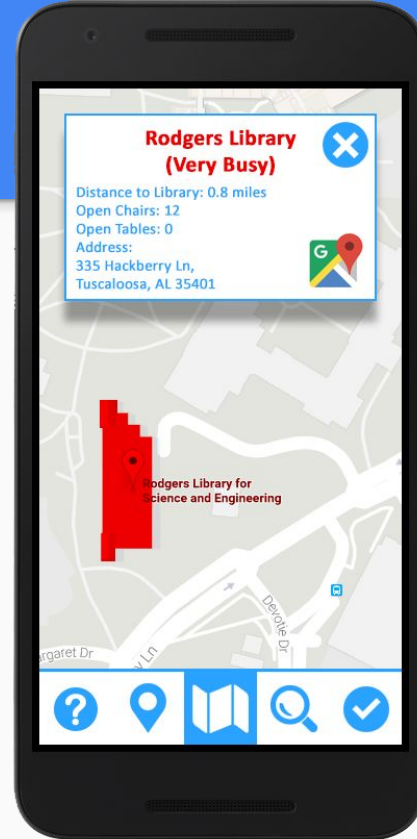 Rodgers Library
(Very Busy)
Distance to Library: 0.8 miles
Open Chairs: 12
Open Tables: 0
Address:
335 Hackberry Ln,
Tuscaloosa, AL 35401
G
Rodgers Library for
Science and Engineering
Devotie Dr
rgaret Dr
y Ln
?